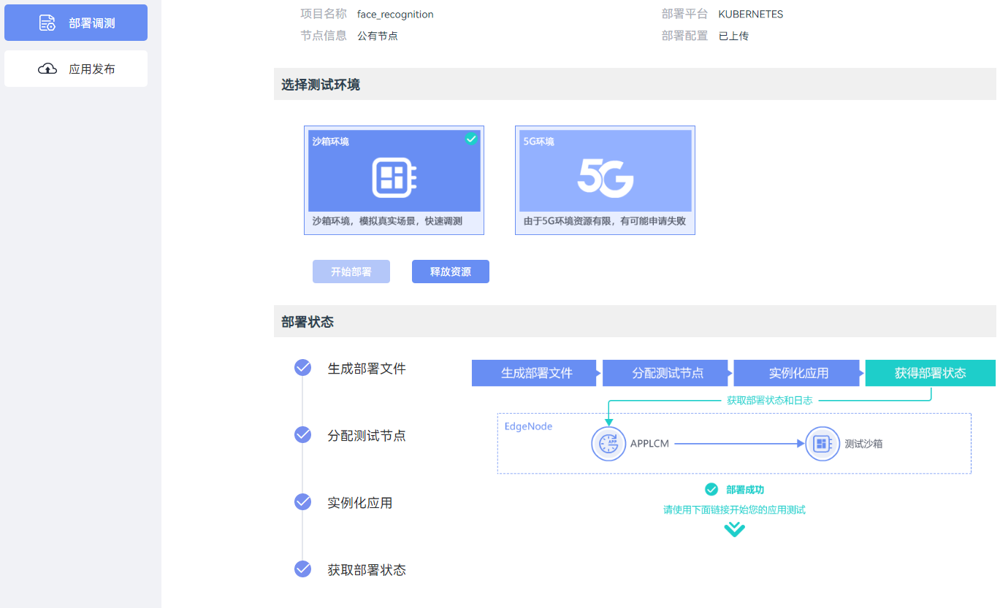 部署调测
应用发布
项目名称 face_recognition
部署平台 KUBERNETES
节点信息 公有节点
部署配置 已上传
选择测试环境
沙箱环境
沙箱环境，模拟真实场景，快速调测
5G环境
5G
由于5G环境资源有限，有可能申请失败
开始部署
释放资源
部署状态
生成部署文件
分配测试节点
实例化应用
获取部署状态
生成部署文件
分配测试节点
实例化应用
获得部署状态
获取部署状态和日志
EdgeNode
APP
APPLCM
测试沙箱
部署成功
请使用下面链接开始您的应用测试